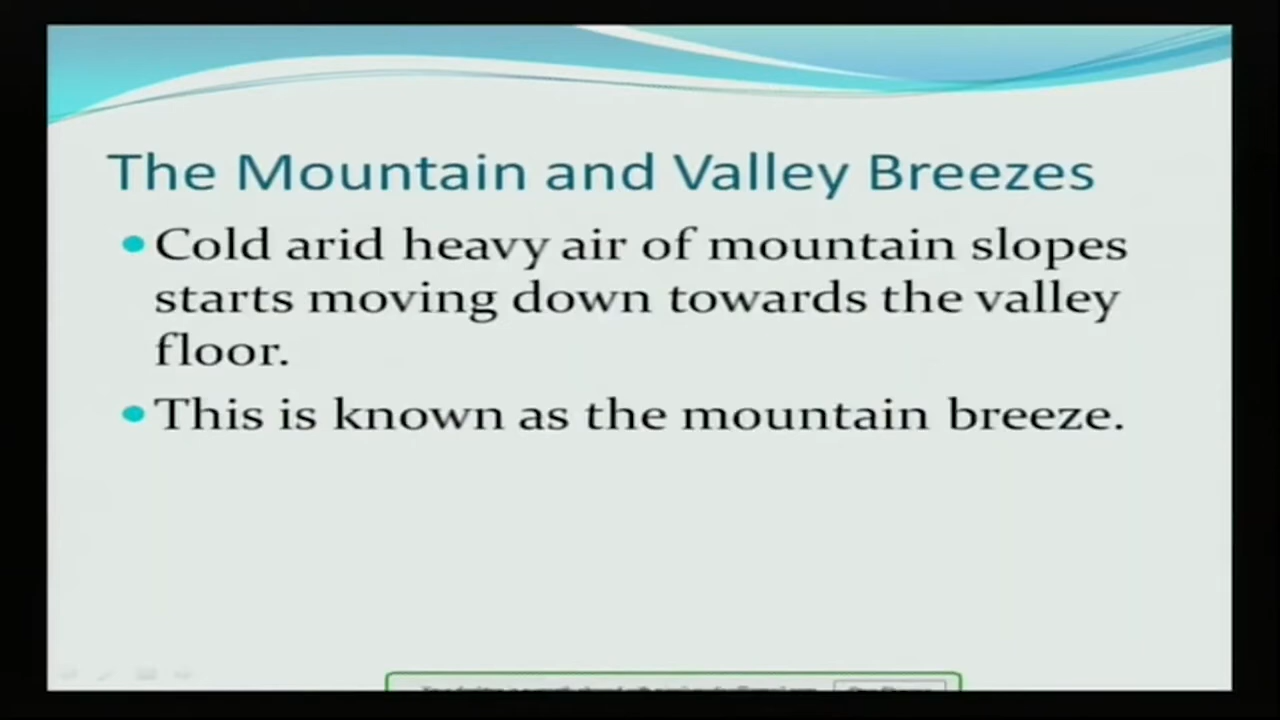 The Mountain and Valley Breezes
Cold arid heavy air of mountain slopes
starts moving down towards the valley
floor.
This is known as the mountain breeze.